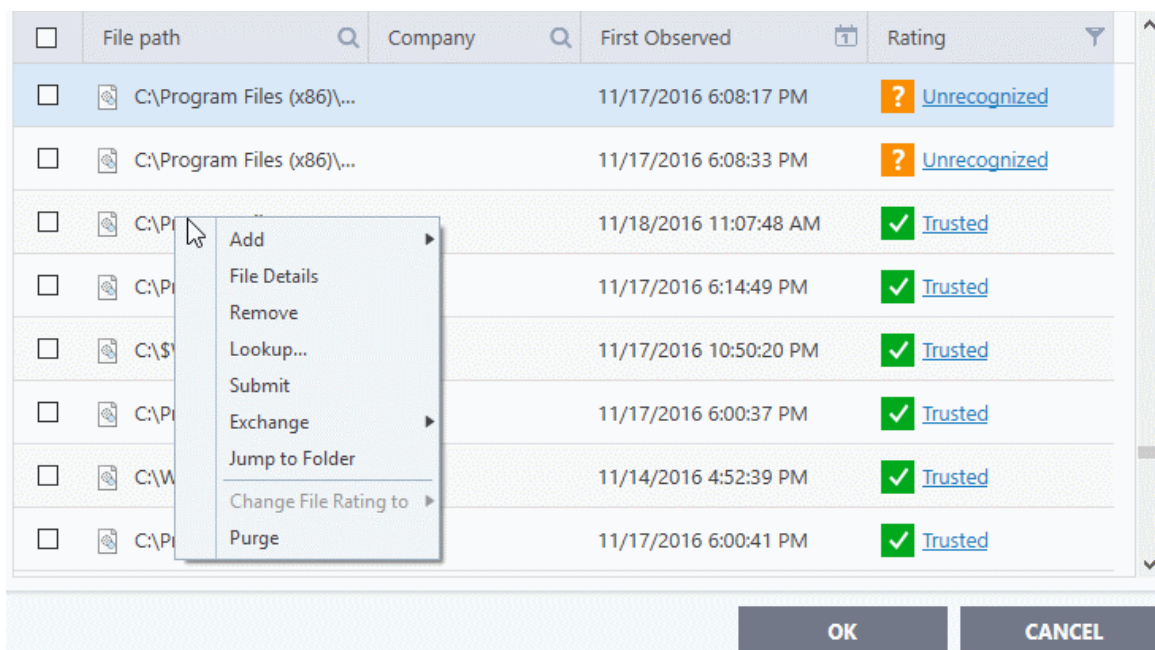 File path Company First Observed 1 Rating
C:\Program Files (x86)\... 11/17/2016 6:08:17 PM ? Unrecognized
C:\Program Files (x86)\... 11/17/2016 6:08:33 PM ? Unrecognized
11/18/2016 11:07:48 AM Trusted
Add
11/17/2016 6:14:49 PM Trusted
File Details
Remove
C:\$ 11/17/2016 10:50:20 PM Trusted
Lookup...
Submit
11/17/2016 6:00:37 PM Trusted
Exchange
Jump to Folder
C:\W 11/14/2016 4:52:39 PM Trusted
Change File Rating to
Purge
11/17/2016 6:00:41 PM Trusted
OK CANCEL